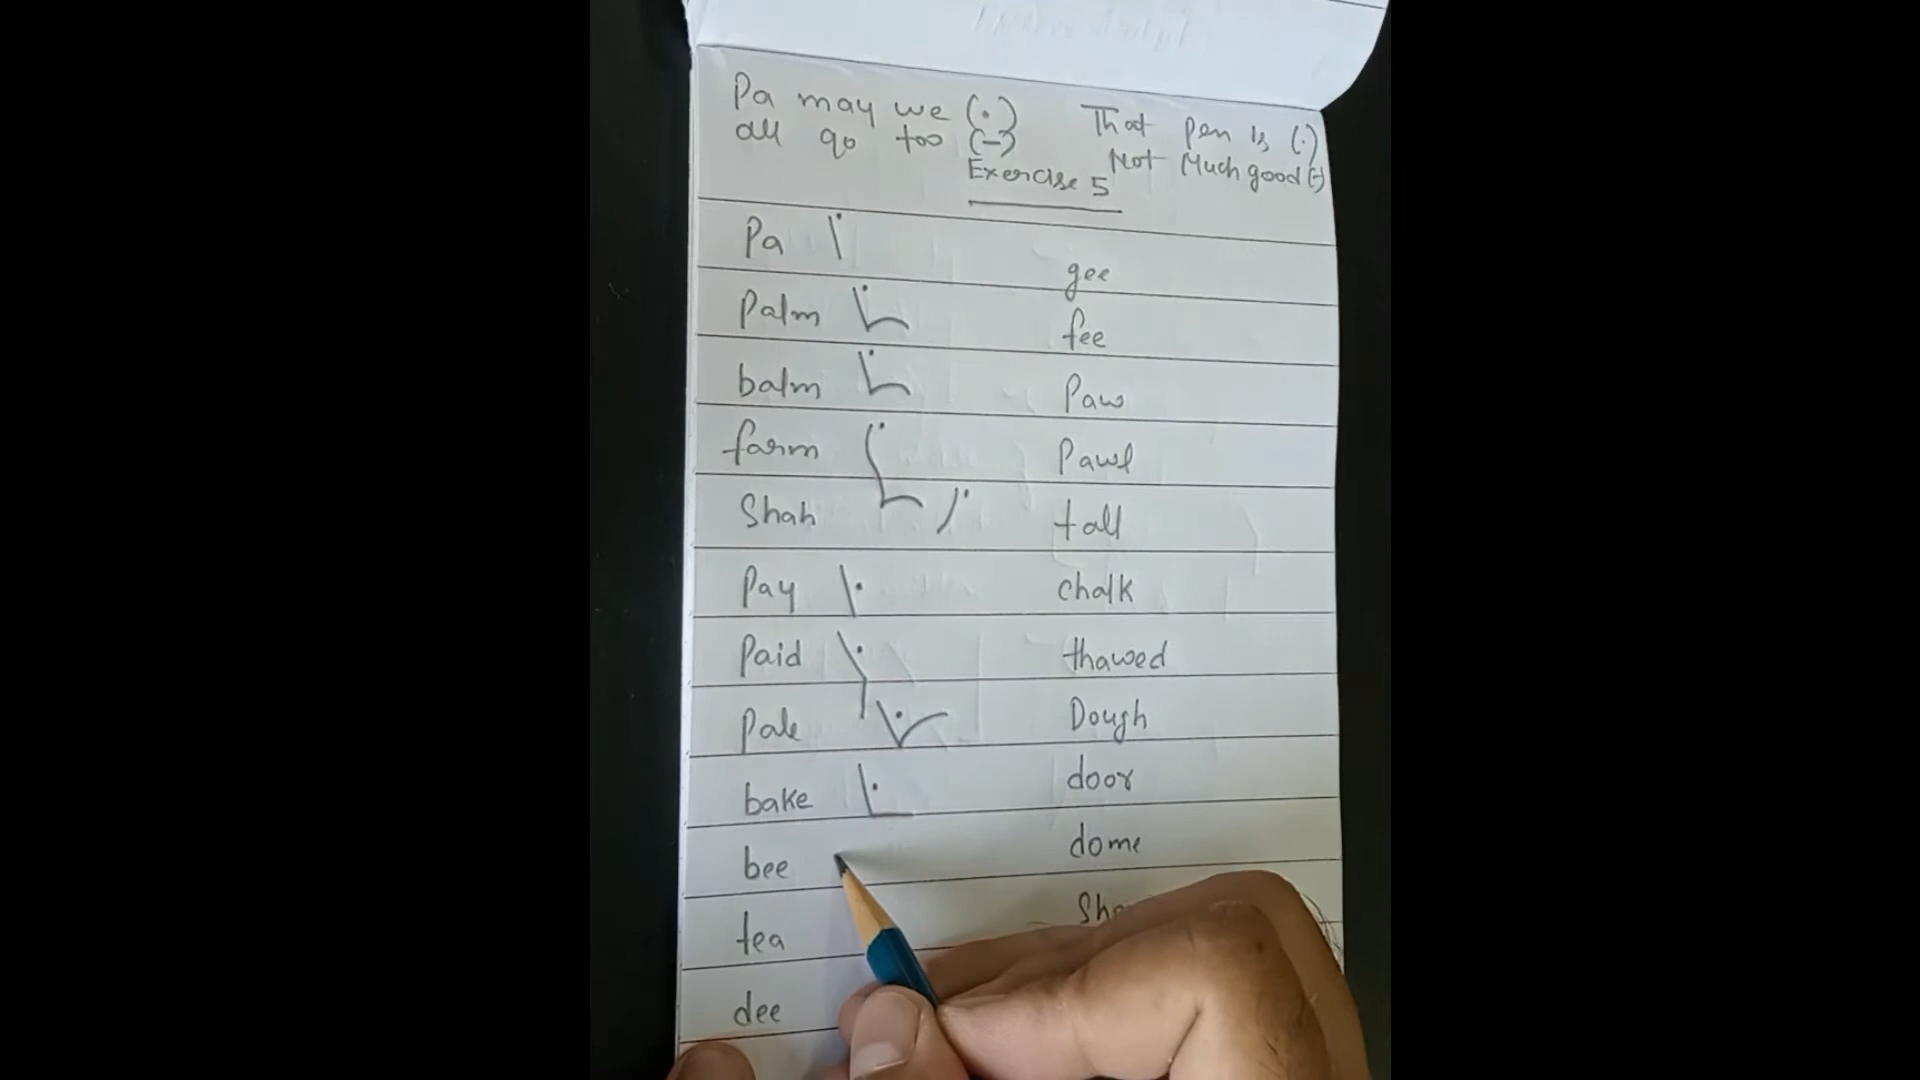 Pa may we (.)
all go too (-)
That pen is (.)
Not Much good (-)
Exercise 5
Pa
Palm
balm
farm
Shah
Pay
Paid
Pale
bake
bee
tea
dee
gee
fee
Paw
Pawl
tall
chalk
thawed
Dough
door
dome